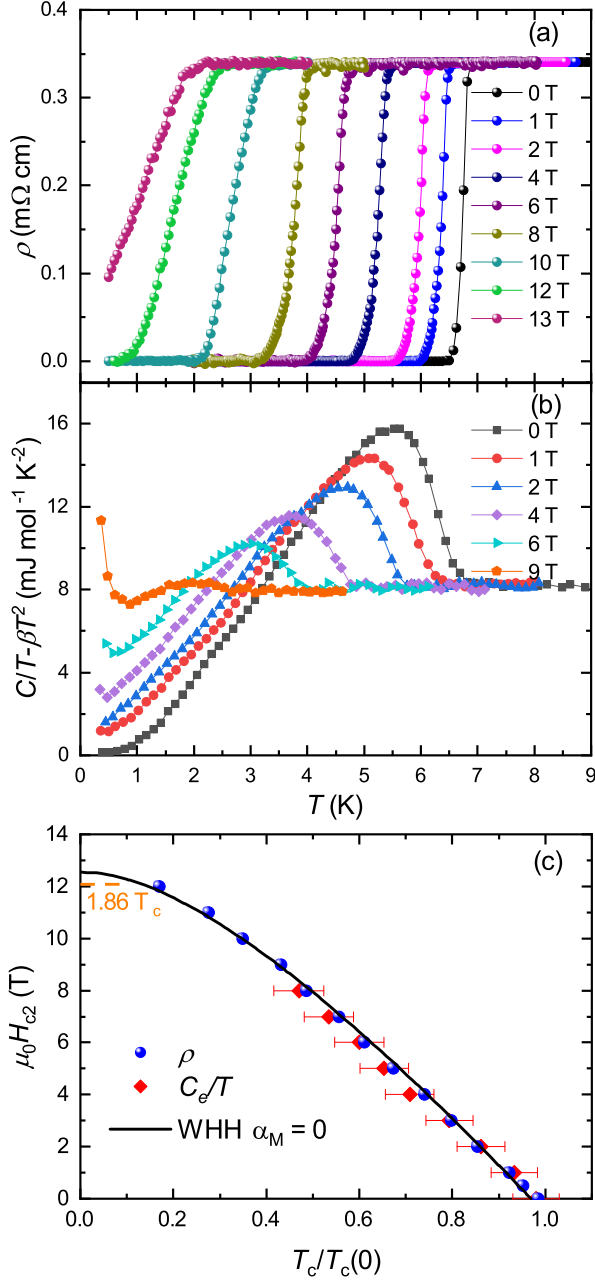 (a)
0.4
0.3
0.2
0.1
0.0
ρ (mΩ cm)
0 T
1 T
2 T
4 T
6 T
8 T
10 T
12 T
13 T
(b)
16
12
8
4
0
C/T-βT² (mJ mol⁻¹ K⁻²)
0 T
1 T
2 T
4 T
6 T
9 T
0 1 2 3 4 5 6 7 8 9
T (K)
(c)
14
12
10
8
6
4
2
0
μ₀H_c2 (T)
1.86 T_c
ρ
C_e/T
WHH α_M = 0
0.0 0.2 0.4 0.6 0.8 1.0
T_c/T_c(0)